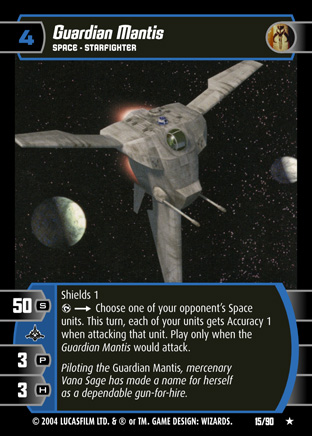 4
Guardian Mantis
SPACE - STARFIGHTER
50 S
3 P
3 H
Shields 1
→ Choose one of your opponent's Space
units. This turn, each of your units gets Accuracy 1
when attacking that unit. Play only when the
Guardian Mantis would attack.
Piloting the Guardian Mantis, mercenary
Vana Sage has made a name for herself
as a dependable gun-for-hire.
© 2004 LUCASFILM LTD. & ® or TM. GAME DESIGN: WIZARDS. 15/90 ★